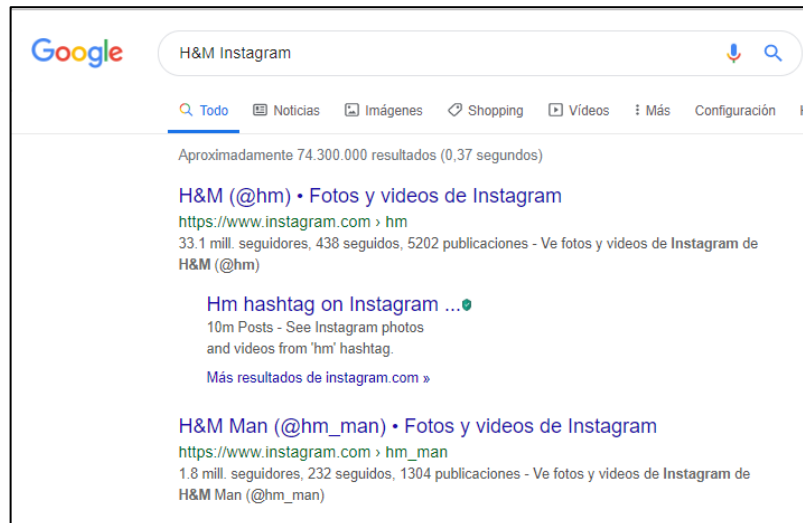 Google
H&M Instagram
Todo Noticias Imágenes Shopping Vídeos Más Configuración
Aproximadamente 74.300.000 resultados (0,37 segundos)
H&M (@hm) • Fotos y videos de Instagram
https://www.instagram.com › hm
33.1 mill. seguidores, 438 seguidos, 5202 publicaciones - Ve fotos y videos de Instagram de
H&M (@hm)
Hm hashtag on Instagram ...
10m Posts - See Instagram photos
and videos from 'hm' hashtag.
Más resultados de instagram.com »
H&M Man (@hm_man) • Fotos y videos de Instagram
https://www.instagram.com › hm_man
1.8 mill. seguidores, 232 seguidos, 1304 publicaciones - Ve fotos y videos de Instagram de
H&M Man (@hm_man)